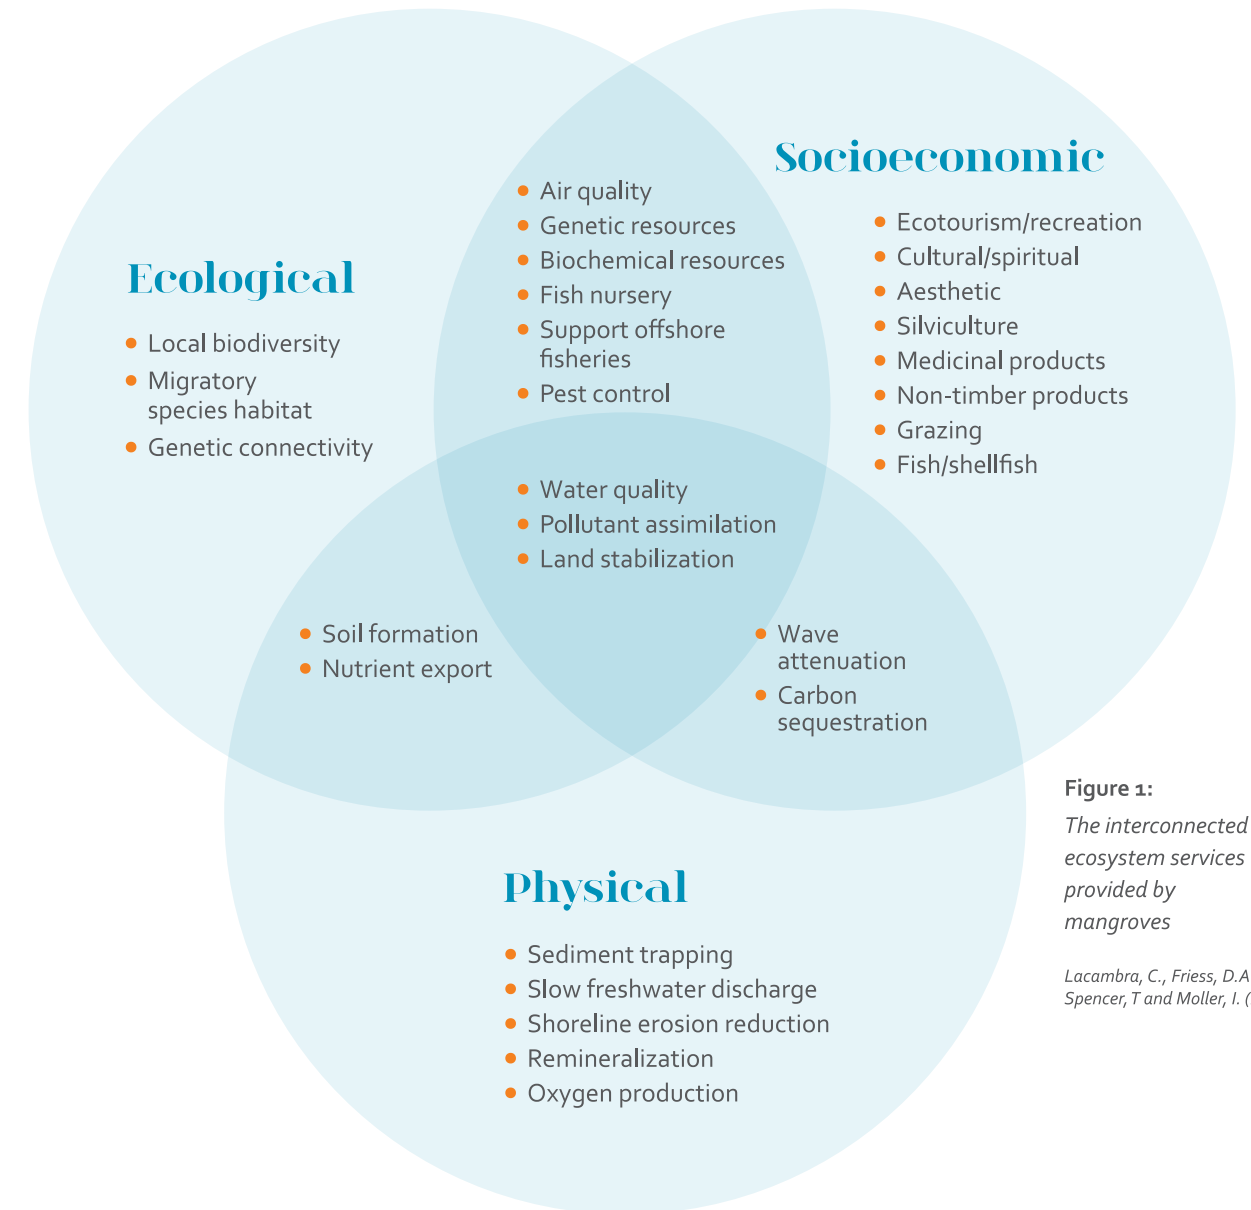 Socioeconomic
Ecotourism/recreation
Cultural/spiritual
Aesthetic
Silviculture
Medicinal products
Non-timber products
Grazing
Fish/shellfish
Air quality
Genetic resources
Biochemical resources
Fish nursery
Support offshore
fisheries
Pest control
Ecological
Local biodiversity
Migratory
species habitat
Genetic connectivity
Water quality
Pollutant assimilation
Land stabilization
Soil formation
Nutrient export
Wave
attenuation
Carbon
sequestration
Physical
Sediment trapping
Slow freshwater discharge
Shoreline erosion reduction
Remineralization
Oxygen production
Figure 1:
The interconnected
ecosystem services
provided by
mangroves
Lacambra, C., Friess, D.A
Spencer, T and Moller, I. (